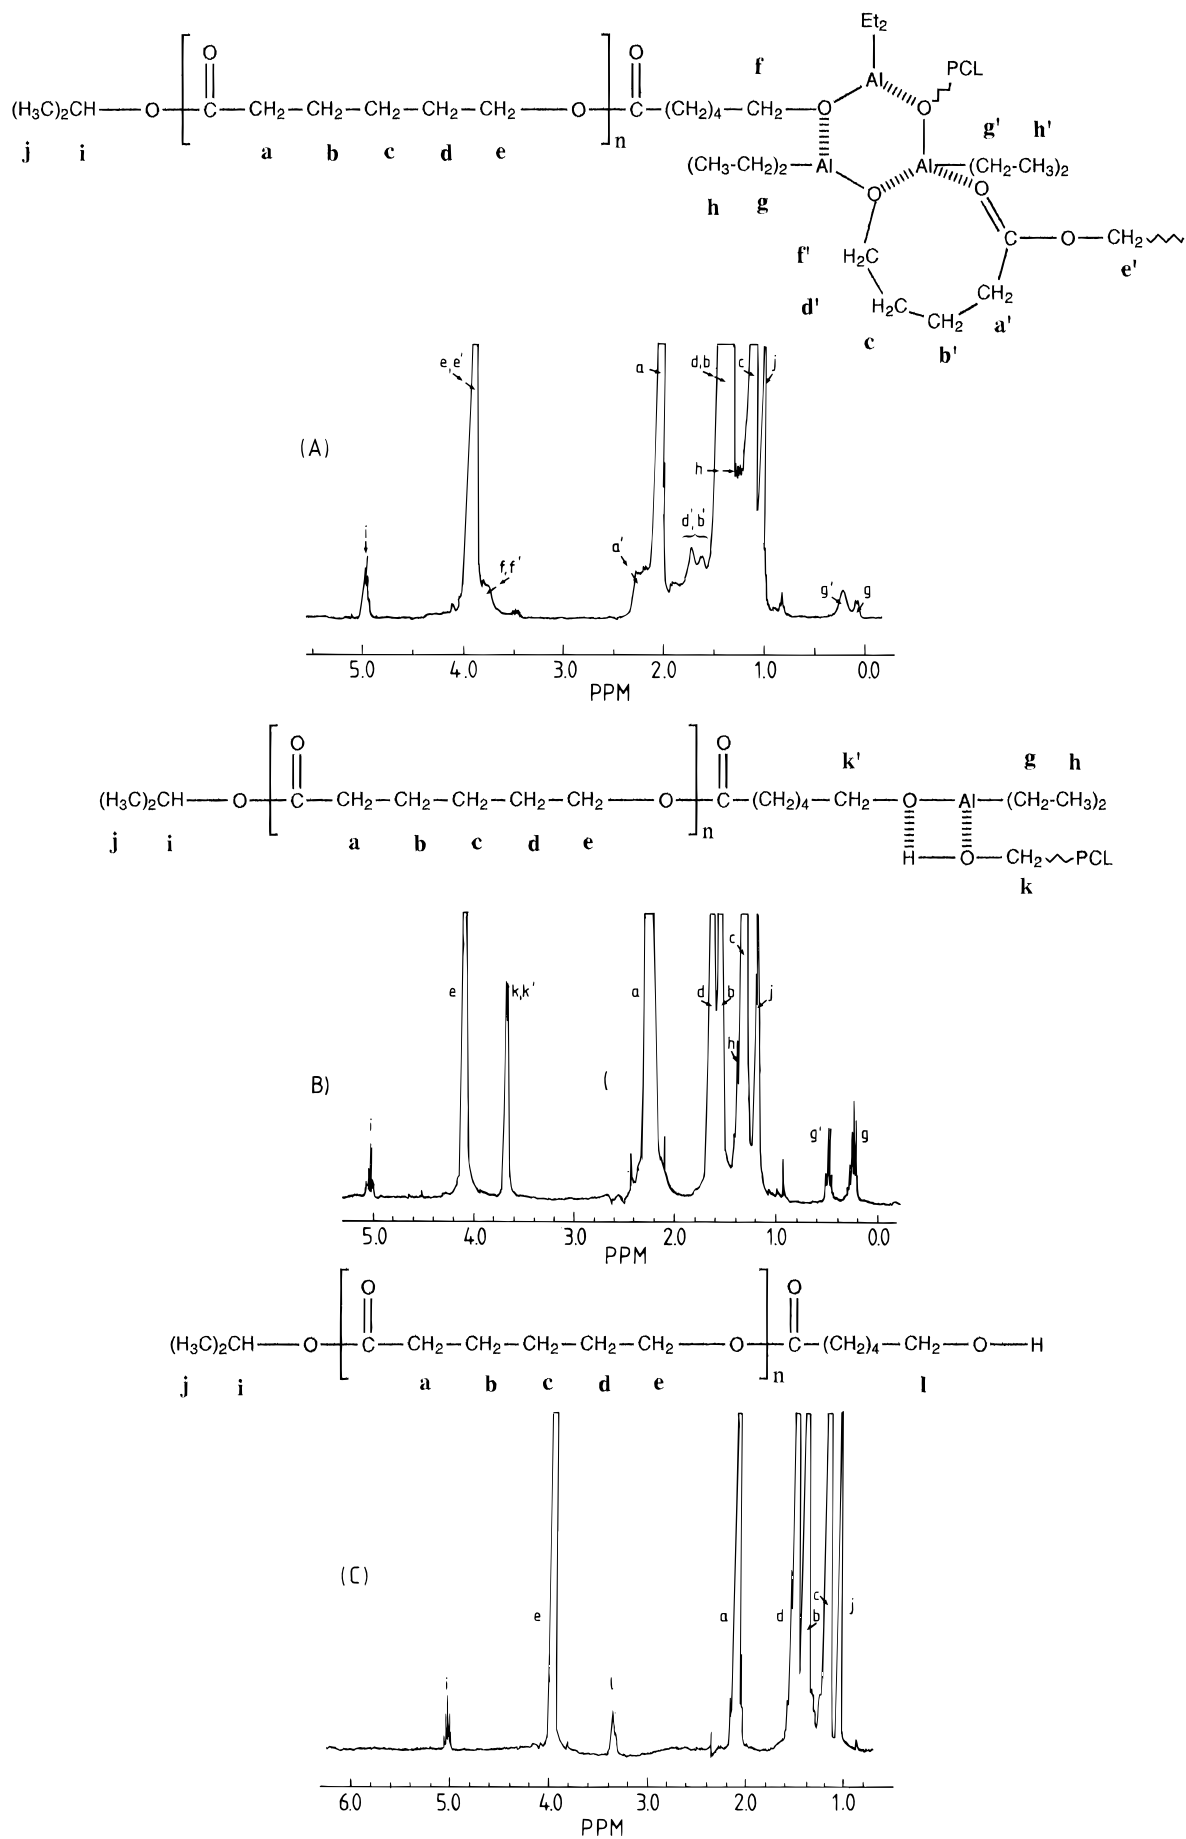 Et2
O O f Al PCL
(H3C)2CH—O—[C—CH2—CH2—CH2—CH2—CH2—O]n—C—(CH2)4—CH2—O O
g' h'
j i a b c d e
(CH3-CH2)2—Al O Al—(CH2-CH3)2
h g O
f' H2C C—O—CH2
e'
d' H2C CH2 CH2
c b' a'
e,e' a d,b c j
(A)
h
d' b'
i f,f' a' g' g
5.0 4.0 3.0 2.0 1.0 0.0
PPM
O O k' g h
(H3C)2CH—O—[C—CH2—CH2—CH2—CH2—CH2—O]n—C—(CH2)4—CH2—O—Al—(CH2-CH3)2
j i a b c d e
H—O—CH2 PCL
k
c
e k,k' a d b j
h
B) (
i g' g
5.0 4.0 3.0 2.0 1.0 0.0
PPM
O O
(H3C)2CH—O—[C—CH2—CH2—CH2—CH2—CH2—O]n—C—(CH2)4—CH2—O—H
j i a b c d e l
(C)
e a d c b j
i l
6.0 5.0 4.0 3.0 2.0 1.0
PPM